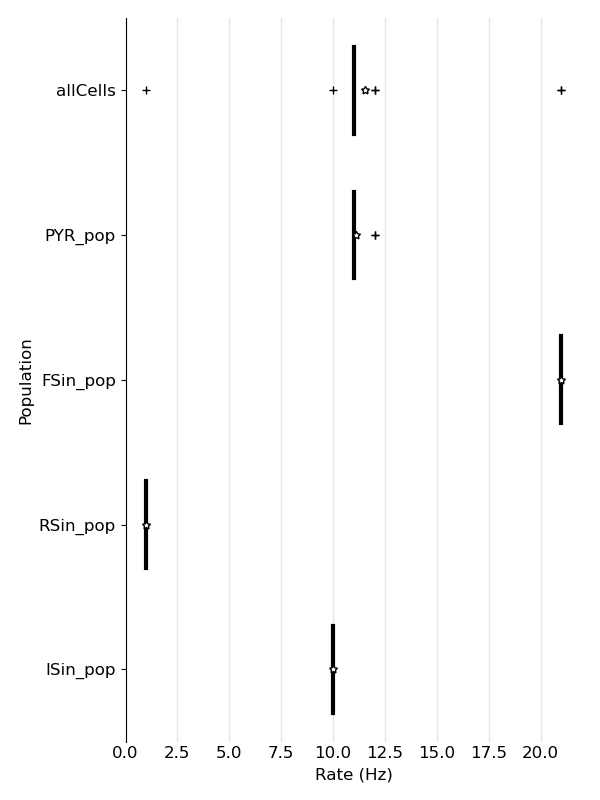 allCells
PYR_pop
FSin_pop
RSin_pop
ISin_pop
Population
0.0 2.5 5.0 7.5 10.0 12.5 15.0 17.5 20.0
Rate (Hz)